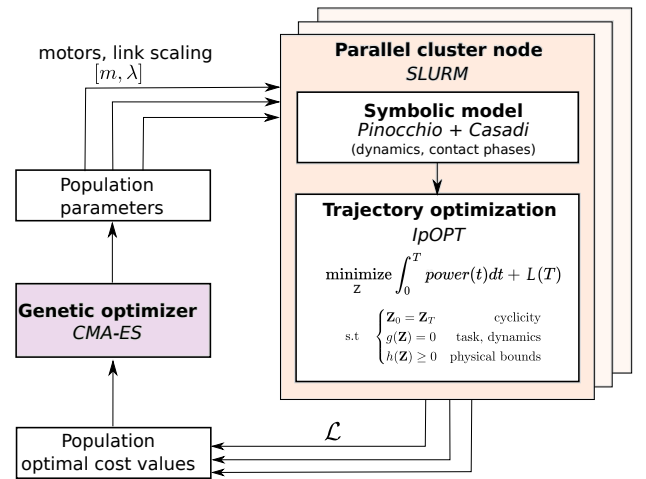 motors, link scaling
[m, λ]
Population
parameters
Genetic optimizer
CMA-ES
Population
optimal cost values
Parallel cluster node
SLURM
Symbolic model
Pinocchio + Casadi
(dynamics, contact phases)
Trajectory optimization
IpOPT
minimize ∫₀ᵀ power(t)dt + L(T)
Z
s.t { Z₀ = Z_T cyclicity
g(Z) = 0 task, dynamics
h(Z) ≥ 0 physical bounds
ℒ